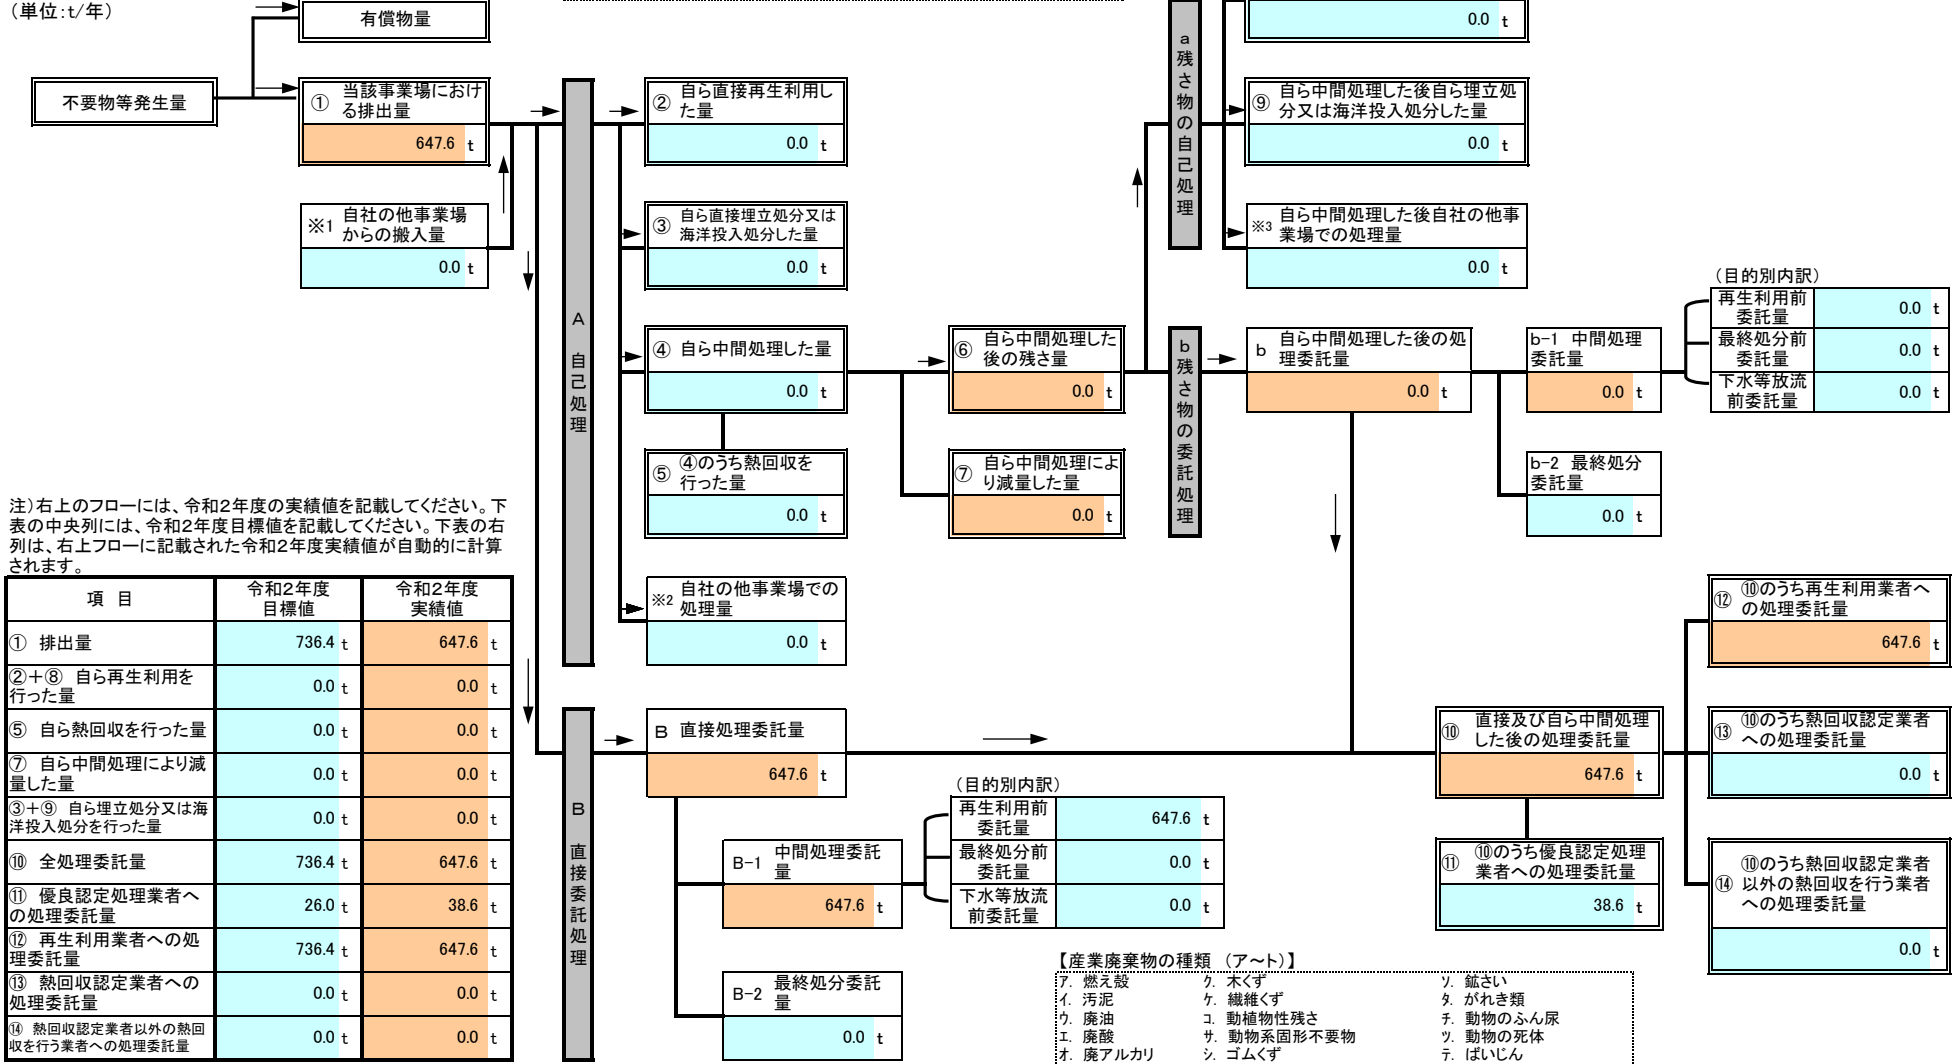 （単位：t/年）
有償物量
不要物等発生量
① 当該事業場におけ
る排出量
647.6 t
※1 自社の他事業場
からの搬入量
0.0 t
A 自己処理
② 自ら直接再生利用し
た量
0.0 t
③ 自ら直接埋立処分又は
海洋投入処分した量
0.0 t
④ 自ら中間処理した量
0.0 t
⑤ ④のうち熱回収を
行った量
0.0 t
※2 自社の他事業場での
処理量
0.0 t
⑥ 自ら中間処理した
後の残さ量
0.0 t
⑦ 自ら中間処理によ
り減量した量
0.0 t
a残さ物の自己処理
0.0 t
⑨ 自ら中間処理した後自ら埋立処
分又は海洋投入処分した量
0.0 t
※3 自ら中間処理した後自社の他事
業場での処理量
0.0 t
b残さ物の委託処理
b 自ら中間処理した後の処
理委託量
0.0 t
b-1 中間処理
委託量
0.0 t
b-2 最終処分
委託量
0.0 t
（目的別内訳）
再生利用前
委託量 0.0 t
最終処分前
委託量 0.0 t
下水等放流
前委託量 0.0 t
注）右上のフローには、令和2年度の実績値を記載してください。下
表の中央列には、令和2年度目標値を記載してください。下表の右
列は、右上フローに記載された令和2年度実績値が自動的に計算
されます。
項 目 令和2年度
目標値 令和2年度
実績値
① 排出量 736.4 t 647.6 t
②＋⑧ 自ら再生利用を
行った量 0.0 t 0.0 t
⑤ 自ら熱回収を行った量 0.0 t 0.0 t
⑦ 自ら中間処理により減
量した量 0.0 t 0.0 t
③＋⑨ 自ら埋立処分又は海
洋投入処分を行った量 0.0 t 0.0 t
⑩ 全処理委託量 736.4 t 647.6 t
⑪ 優良認定処理業者へ
の処理委託量 26.0 t 38.6 t
⑫ 再生利用業者への処
理委託量 736.4 t 647.6 t
⑬ 熱回収認定業者への
処理委託量 0.0 t 0.0 t
⑭ 熱回収認定業者以外の熱回
収を行う業者への処理委託量 0.0 t 0.0 t
B 直接委託処理
B 直接処理委託量
647.6 t
B-1 中間処理委託
量
647.6 t
B-2 最終処分委託
量
0.0 t
（目的別内訳）
再生利用前
委託量 647.6 t
最終処分前
委託量 0.0 t
下水等放流
前委託量 0.0 t
⑩ 直接及び自ら中間処理
した後の処理委託量
647.6 t
⑪ ⑩のうち優良認定処理
業者への処理委託量
38.6 t
⑫ ⑩のうち再生利用業者へ
の処理委託量
647.6 t
⑬ ⑩のうち熱回収認定業者
への処理委託量
0.0 t
⑭ ⑩のうち熱回収認定業者
以外の熱回収を行う業者
への処理委託量
0.0 t
【産業廃棄物の種類 （ア～ト）】
ア. 燃え殻 ク. 木くず ソ. 鉱さい
イ. 汚泥 ケ. 繊維くず タ. がれき類
ウ. 廃油 コ. 動植物性残さ チ. 動物のふん尿
エ. 廃酸 サ. 動物系固形不要物 ツ. 動物の死体
オ. 廃アルカリ シ. ゴムくず テ. ばいじん